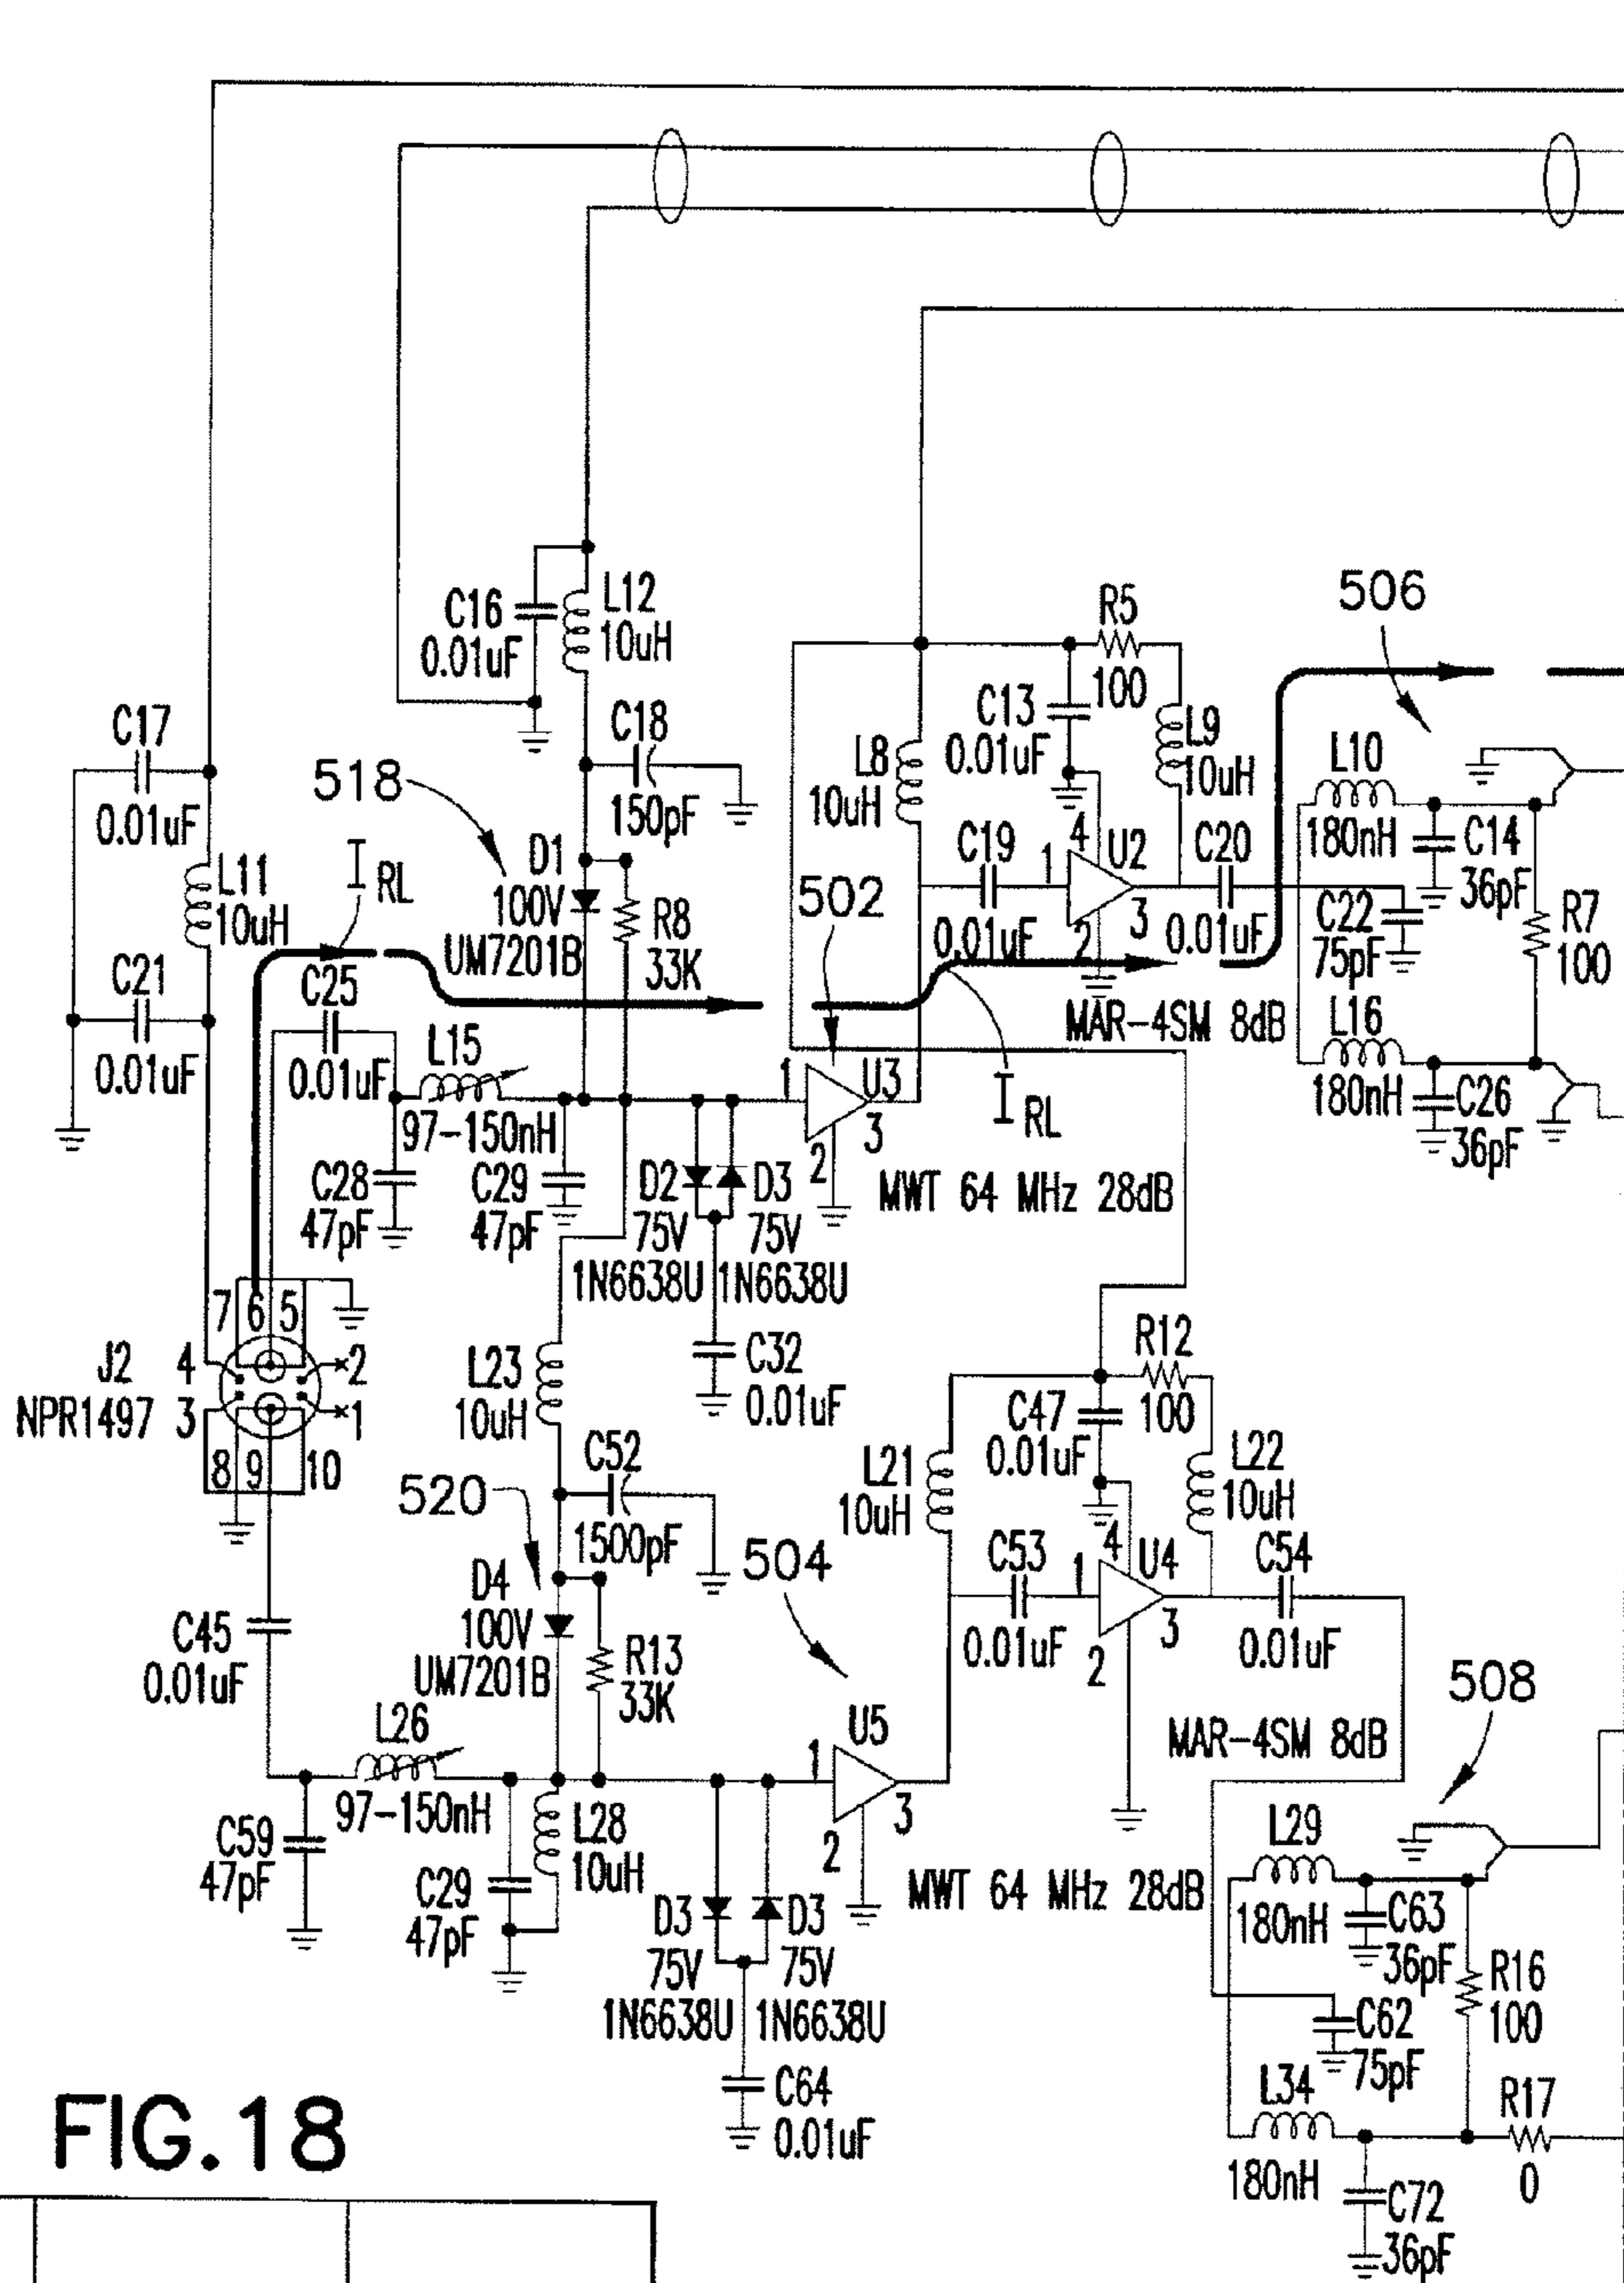 506
R5
100
L12
10uH
C16
0.01uF
C13
0.01uF
L9
10uH
C17
0.01uF
C18
150pF
518
L8
10uH
L10
180nH
C14
36pF
D1
100V
UM7201B
I RL
L11
10uH
R8
33K
502
C19
0.01uF
1
4
U2
2
3
C20
0.01uF
C22
75pF
R7
100
MAR-4SM 8dB
C21
0.01uF
C25
0.01uF
L15
97-150nH
1
U3
2
3
I RL
L16
180nH
C26
36pF
C28
47pF
C29
47pF
D2
75V
1N6638U
D3
75V
1N6638U
MWT 64 MHz 28dB
7
6
5
J2
NPR1497
4
3
2
1
8
9
10
L23
10uH
C32
0.01uF
R12
100
C47
0.01uF
L21
10uH
L22
10uH
520
C52
1500pF
504
C53
0.01uF
1
4
U4
2
3
C54
0.01uF
D4
100V
UM7201B
R13
33K
C45
0.01uF
508
L26
97-150nH
1
U5
2
3
MAR-4SM 8dB
C59
47pF
C29
47pF
L28
10uH
D3
75V
1N6638U
D3
75V
1N6638U
MWT 64 MHz 28dB
L29
180nH
C63
36pF
R16
100
C62
75pF
C64
0.01uF
L34
180nH
R17
0
C72
36pF
FIG.18